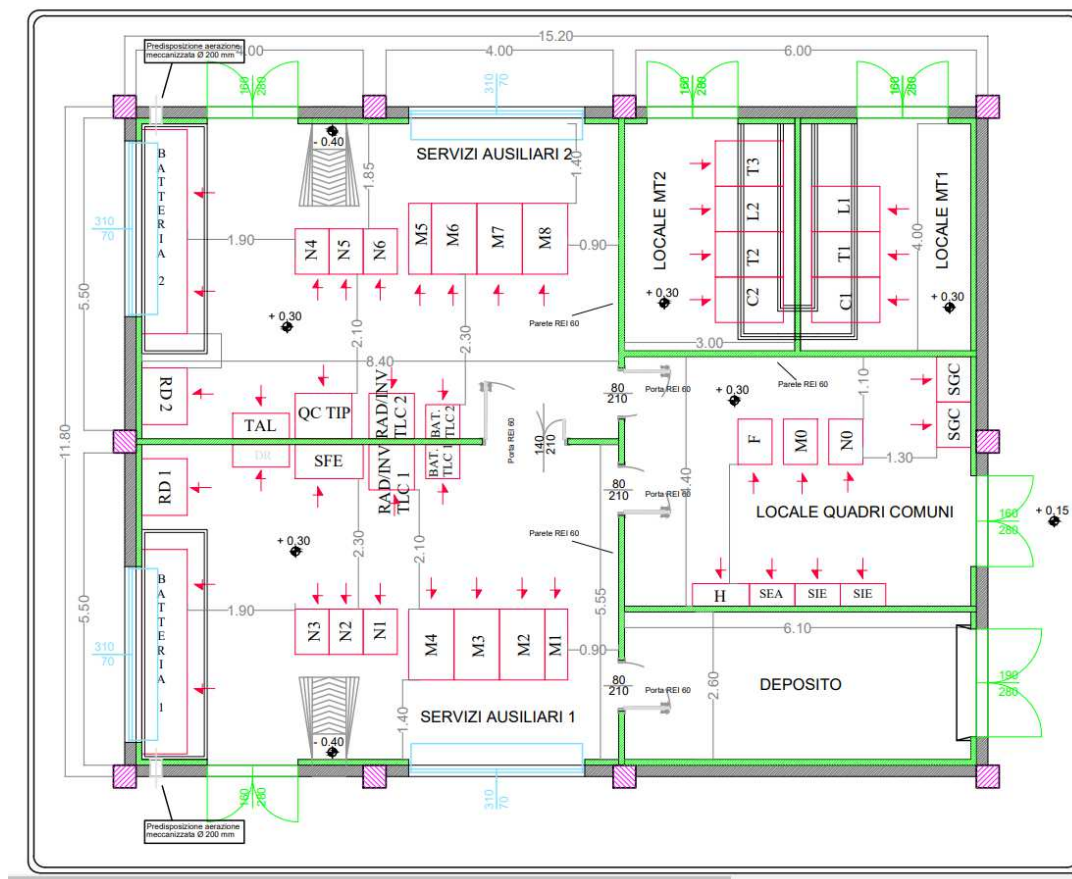 15.20
4.00
4.00
6.00
Predisposizione aerazione
meccanizzata Ø 200 mm
160
280
310
70
160
280
160
280
- 0.40
SERVIZI AUSILIARI 2
1.85
1.40
BATTERIA 2
310
70
1.90
N4
N5
N6
M5
M6
M7
M8
0.90
LOCALE MT2
T3
L2
T2
C2
L1
T1
C1
LOCALE MT1
4.00
+ 0.30
+ 0.30
+ 0.30
5.50
2.10
2.30
Parete REI 60
3.00
8.40
Parete REI 60
RD 2
TAL
QC TIP
RAD/INV
TLC 2
BAT.
TLC 2
80
210
Porta REI 60
+ 0.30
1.10
SGC
SGC
11.80
DR
SFE
RAD/INV
TLC 1
BAT.
TLC 1
Porta REI 60
140
210
F
M0
N0
1.30
RD 1
80
210
Porta REI 60
.40
LOCALE QUADRI COMUNI
160
280
+ 0.15
+ 0.30
2.30
2.10
Parete REI 60
BATTERIA 1
5.50
310
70
1.90
N3
N2
N1
M4
M3
M2
M1
5.55
0.90
H
SEA
SIE
SIE
6.10
80
210
Porta REI 60
2.60
DEPOSITO
190
280
1.40
SERVIZI AUSILIARI 1
- 0.40
160
280
310
70
Predisposizione aerazione
meccanizzata Ø 200 mm